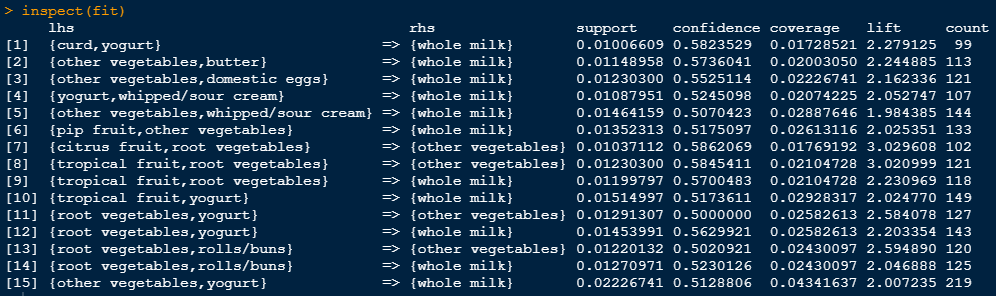 > inspect(fit)
     lhs                                      rhs                support    confidence coverage   lift     count
[1]  {curd,yogurt}                         => {whole milk}       0.01006609 0.5823529  0.01728521 2.279125  99
[2]  {other vegetables,butter}             => {whole milk}       0.01148958 0.5736041  0.02003050 2.244885 113
[3]  {other vegetables,domestic eggs}      => {whole milk}       0.01230300 0.5525114  0.02226741 2.162336 121
[4]  {yogurt,whipped/sour cream}           => {whole milk}       0.01087951 0.5245098  0.02074225 2.052747 107
[5]  {other vegetables,whipped/sour cream} => {whole milk}       0.01464159 0.5070423  0.02887646 1.984385 144
[6]  {pip fruit,other vegetables}          => {whole milk}       0.01352313 0.5175097  0.02613116 2.025351 133
[7]  {citrus fruit,root vegetables}        => {other vegetables} 0.01037112 0.5862069  0.01769192 3.029608 102
[8]  {tropical fruit,root vegetables}      => {other vegetables} 0.01230300 0.5845411  0.02104728 3.020999 121
[9]  {tropical fruit,root vegetables}      => {whole milk}       0.01199797 0.5700483  0.02104728 2.230969 118
[10] {tropical fruit,yogurt}               => {whole milk}       0.01514997 0.5173611  0.02928317 2.024770 149
[11] {root vegetables,yogurt}              => {other vegetables} 0.01291307 0.5000000  0.02582613 2.584078 127
[12] {root vegetables,yogurt}              => {whole milk}       0.01453991 0.5629921  0.02582613 2.203354 143
[13] {root vegetables,rolls/buns}          => {other vegetables} 0.01220132 0.5020921  0.02430097 2.594890 120
[14] {root vegetables,rolls/buns}          => {whole milk}       0.01270971 0.5230126  0.02430097 2.046888 125
[15] {other vegetables,yogurt}             => {whole milk}       0.02226741 0.5128806  0.04341637 2.007235 219